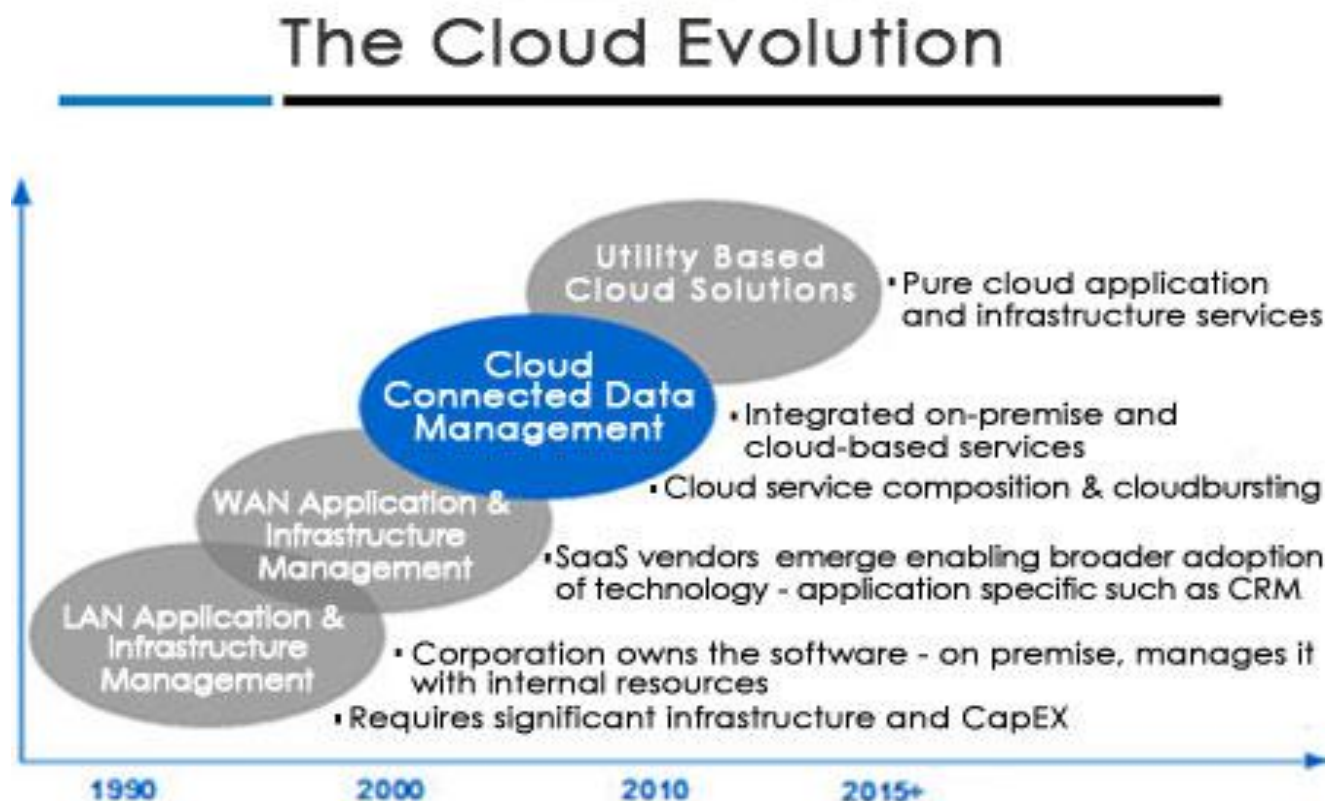 The Cloud Evolution
Utility Based
Cloud Solutions
▪Pure cloud application
and infrastructure services
Cloud
Connected Data
Management
▪Integrated on-premise and
cloud-based services
▪Cloud service composition & cloudbursting
WAN Application &
Infrastructure
Management
▪SaaS vendors emerge enabling broader adoption
of technology - application specific such as CRM
LAN Application &
Infrastructure
Management
▪Corporation owns the software - on premise, manages it
with internal resources
▪Requires significant infrastructure and CapEX
1990 2000 2010 2015+